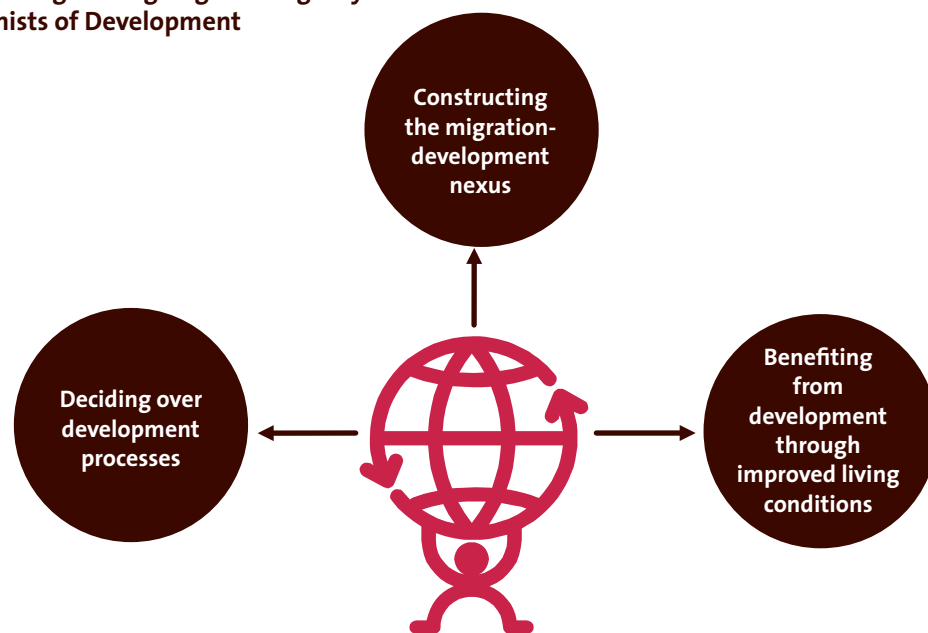 nists of Development
Constructing
the migration-
development
nexus
Deciding over
development
processes
Benefiting
from
development
through
improved living
conditions